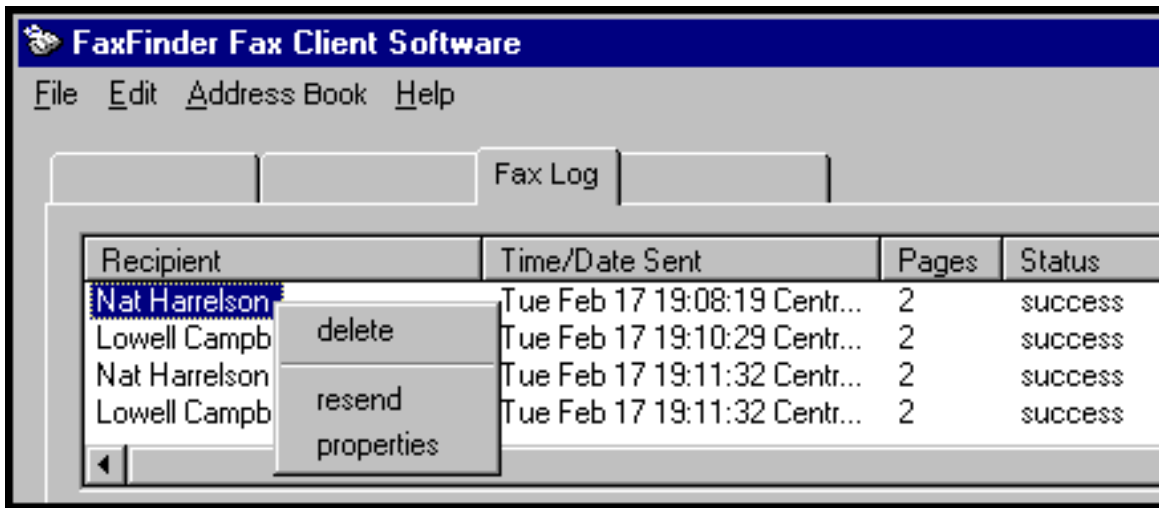 FaxFinder Fax Client Software
File Edit Address Book Help
Fax Log
Recipient Time/Date Sent Pages Status
Nat Harrelson Tue Feb 17 19:08:19 Centr... 2 success
Lowell Campb Tue Feb 17 19:10:29 Centr... 2 success
Nat Harrelson Tue Feb 17 19:11:32 Centr... 2 success
Lowell Campb Tue Feb 17 19:11:32 Centr... 2 success
delete
resend
properties